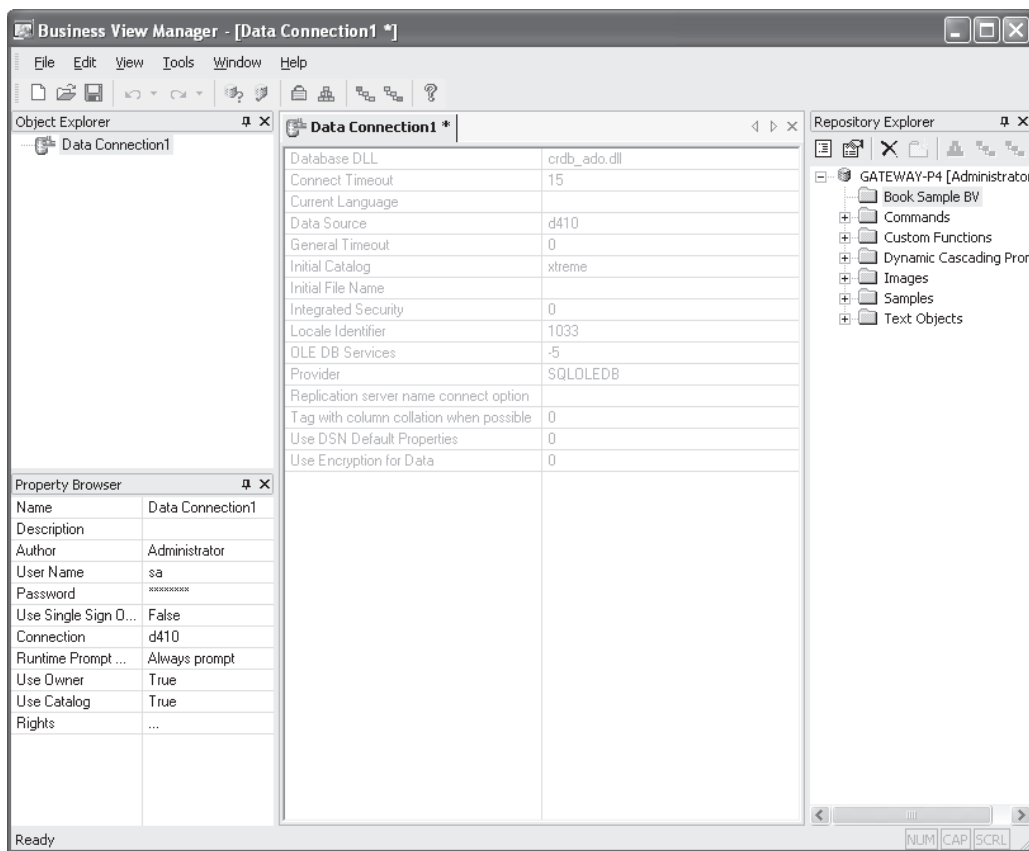 Business View Manager - [Data Connection1 *]
File Edit View Tools Window Help
Object Explorer
Data Connection1
Data Connection1 *
Database DLL crdb_ado.dll
Connect Timeout 15
Current Language
Data Source d410
General Timeout 0
Initial Catalog xtreme
Initial File Name
Integrated Security 0
Locale Identifier 1033
OLE DB Services -5
Provider SQLOLEDB
Replication server name connect option
Tag with column collation when possible 0
Use DSN Default Properties 0
Use Encryption for Data 0
Repository Explorer
GATEWAY-P4 [Administrator
Book Sample BV
Commands
Custom Functions
Dynamic Cascading Pror
Images
Samples
Text Objects
Property Browser
Name Data Connection1
Description
Author Administrator
User Name sa
Password ××××××××
Use Single Sign O... False
Connection d410
Runtime Prompt ... Always prompt
Use Owner True
Use Catalog True
Rights ...
Ready
NUM CAP SCRL